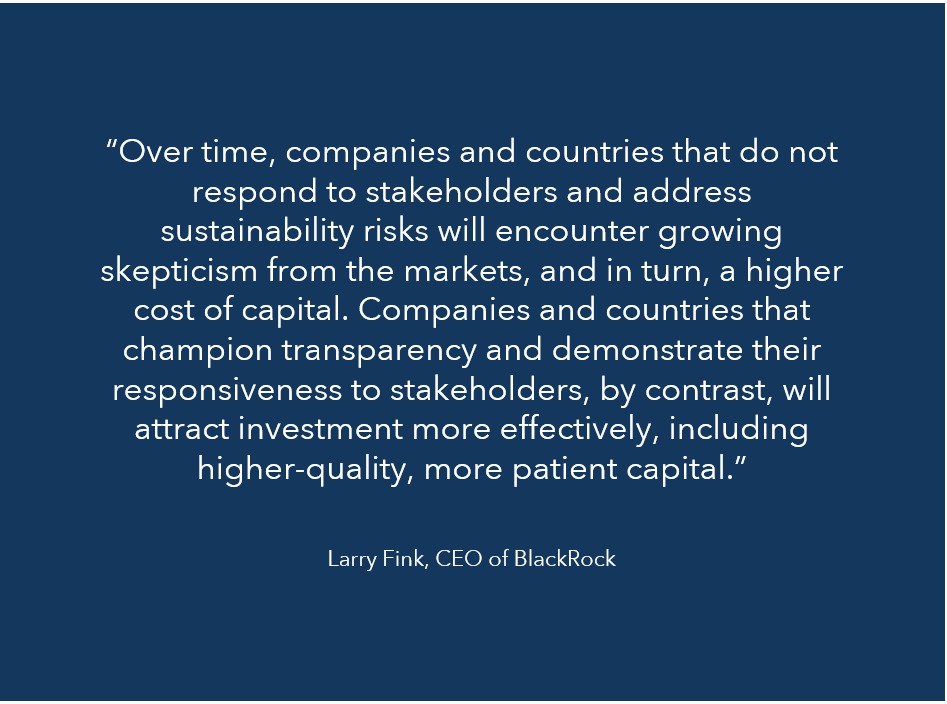 “Over time, companies and countries that do not
respond to stakeholders and address
sustainability risks will encounter growing
skepticism from the markets, and in turn, a higher
cost of capital. Companies and countries that
champion transparency and demonstrate their
responsiveness to stakeholders, by contrast, will
attract investment more effectively, including
higher-quality, more patient capital.”
Larry Fink, CEO of BlackRock